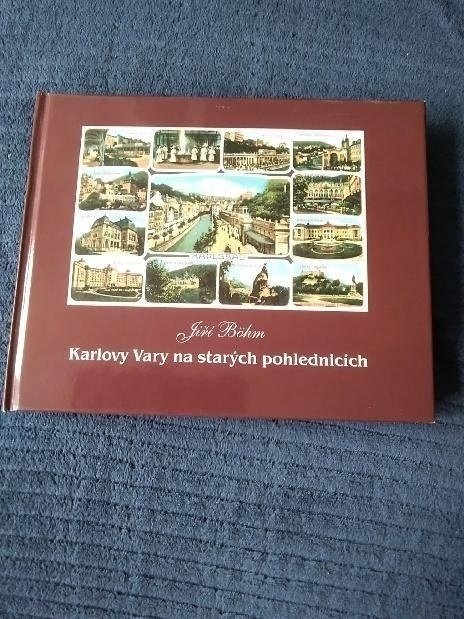 KARLSBAD
Jiří Böhm
Karlovy Vary na starých pohlednicích